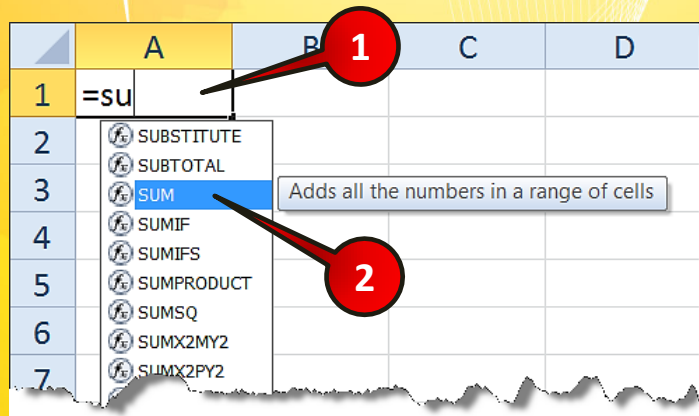 A B C D
1
1 =su
2 SUBSTITUTE
SUBTOTAL
3 SUM Adds all the numbers in a range of cells
4 SUMIF
SUMIFS
2
5 SUMPRODUCT
SUMSQ
6 SUMX2MY2
7 SUMX2PY2